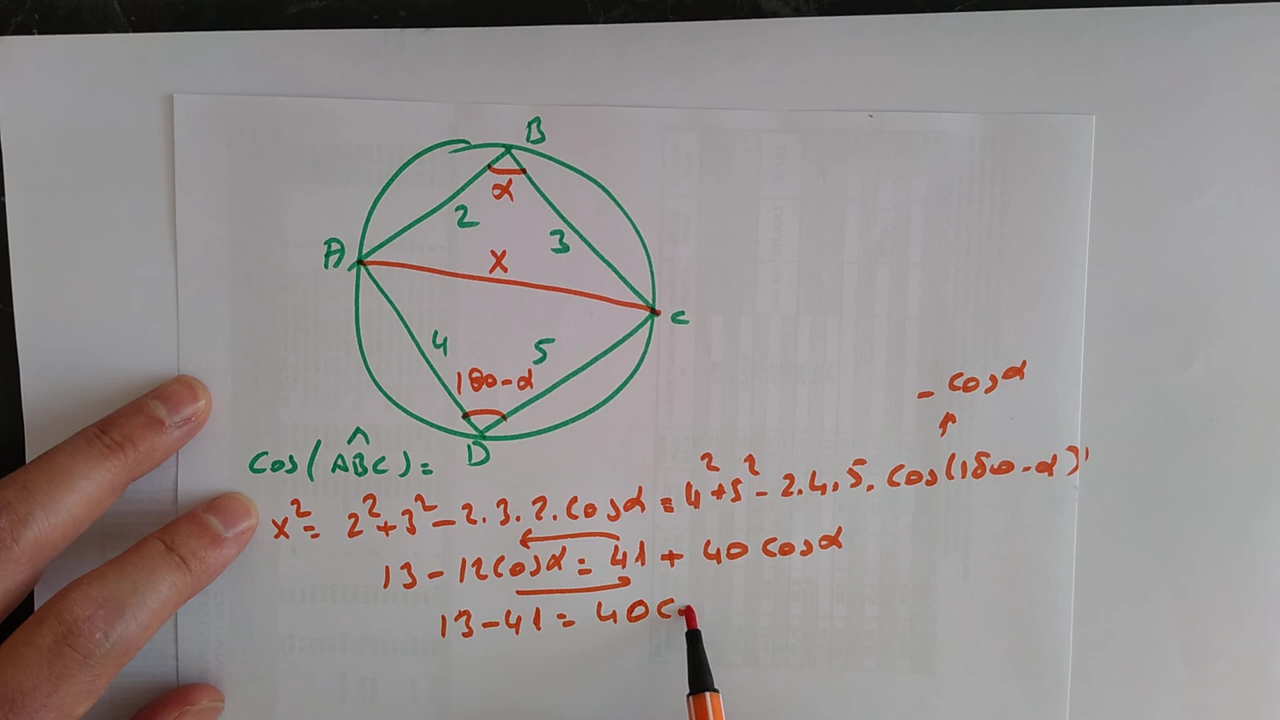 B
α
2
3
A
X
C
4
5
180-α
D
- cosα
cos(ABC) =
x² = 2²+3²-2.3.2.cosα = 4²+5²-2.4.5.cos(180-α)
13-12cosα = 41 + 40cosα
13-41 = 40c